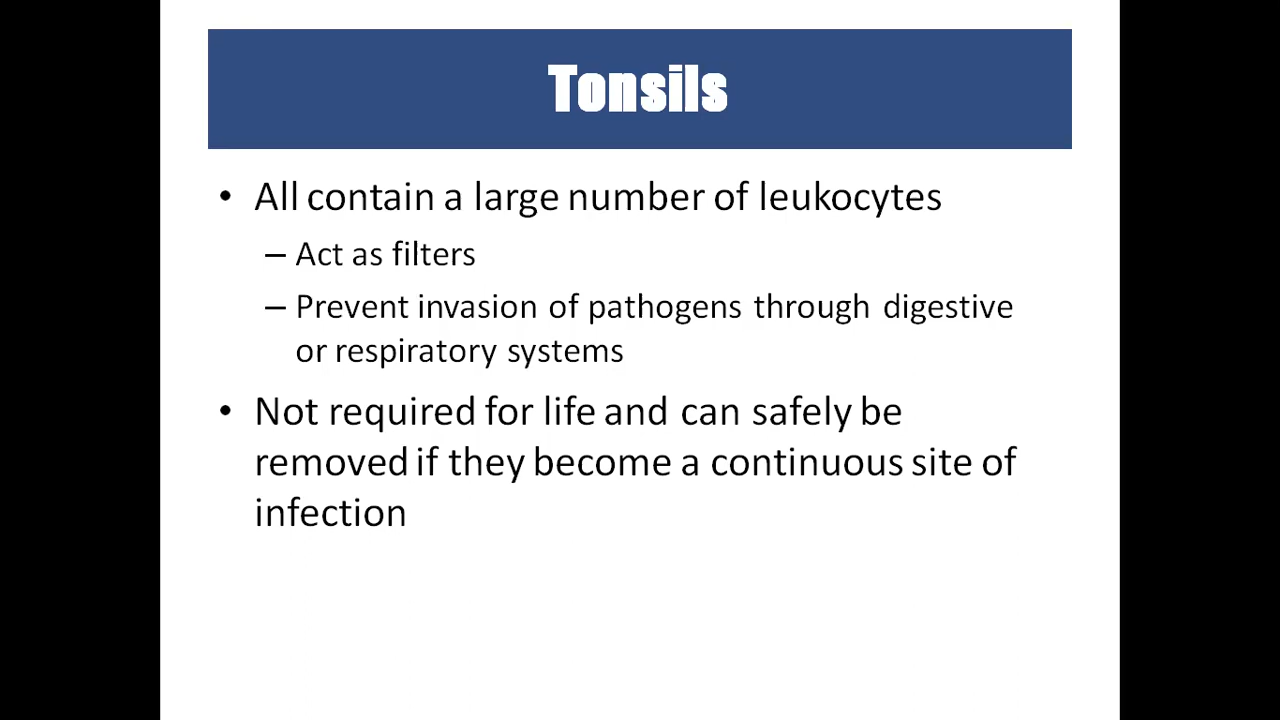 Tonsils
• All contain a large number of leukocytes
– Act as filters
– Prevent invasion of pathogens through digestive
or respiratory systems
• Not required for life and can safely be
removed if they become a continuous site of
infection